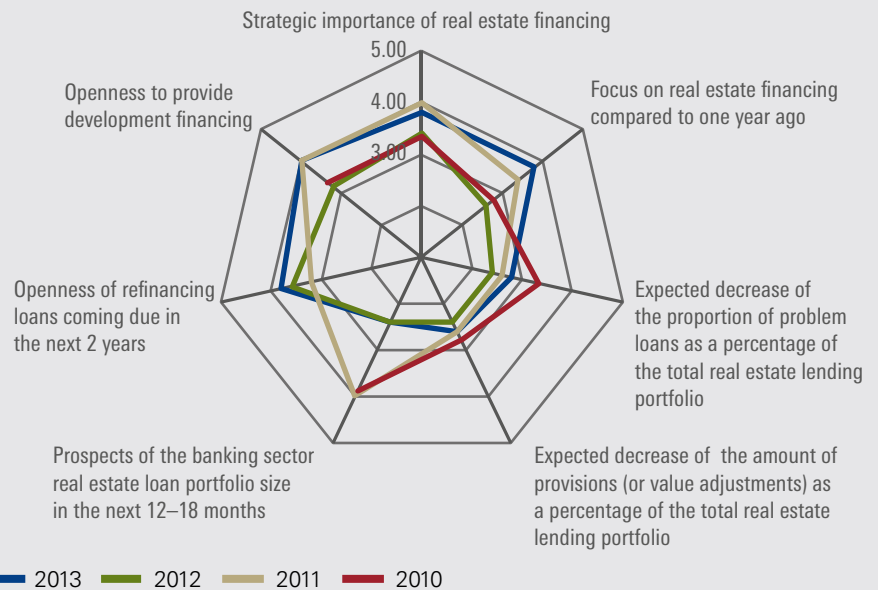 Strategic importance of real estate financing
5.00
4.00
3.00
Focus on real estate financing
compared to one year ago
Expected decrease of
the proportion of problem
loans as a percentage of
the total real estate lending
portfolio
Expected decrease of the amount of
provisions (or value adjustments) as
a percentage of the total real estate
lending portfolio
Prospects of the banking sector
real estate loan portfolio size
in the next 12–18 months
Openness of refinancing
loans coming due in
the next 2 years
Openness to provide
development financing
2013 2012 2011 2010